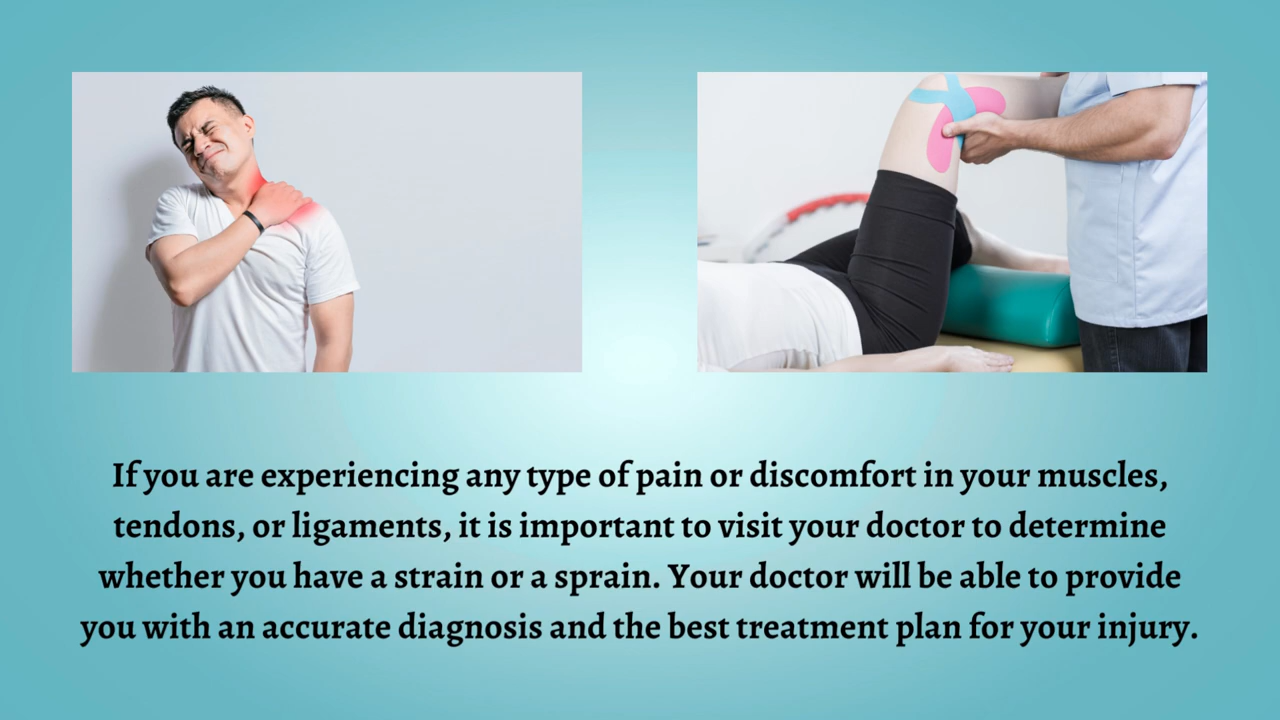 If you are experiencing any type of pain or discomfort in your muscles,
tendons, or ligaments, it is important to visit your doctor to determine
whether you have a strain or a sprain. Your doctor will be able to provide
you with an accurate diagnosis and the best treatment plan for your injury.